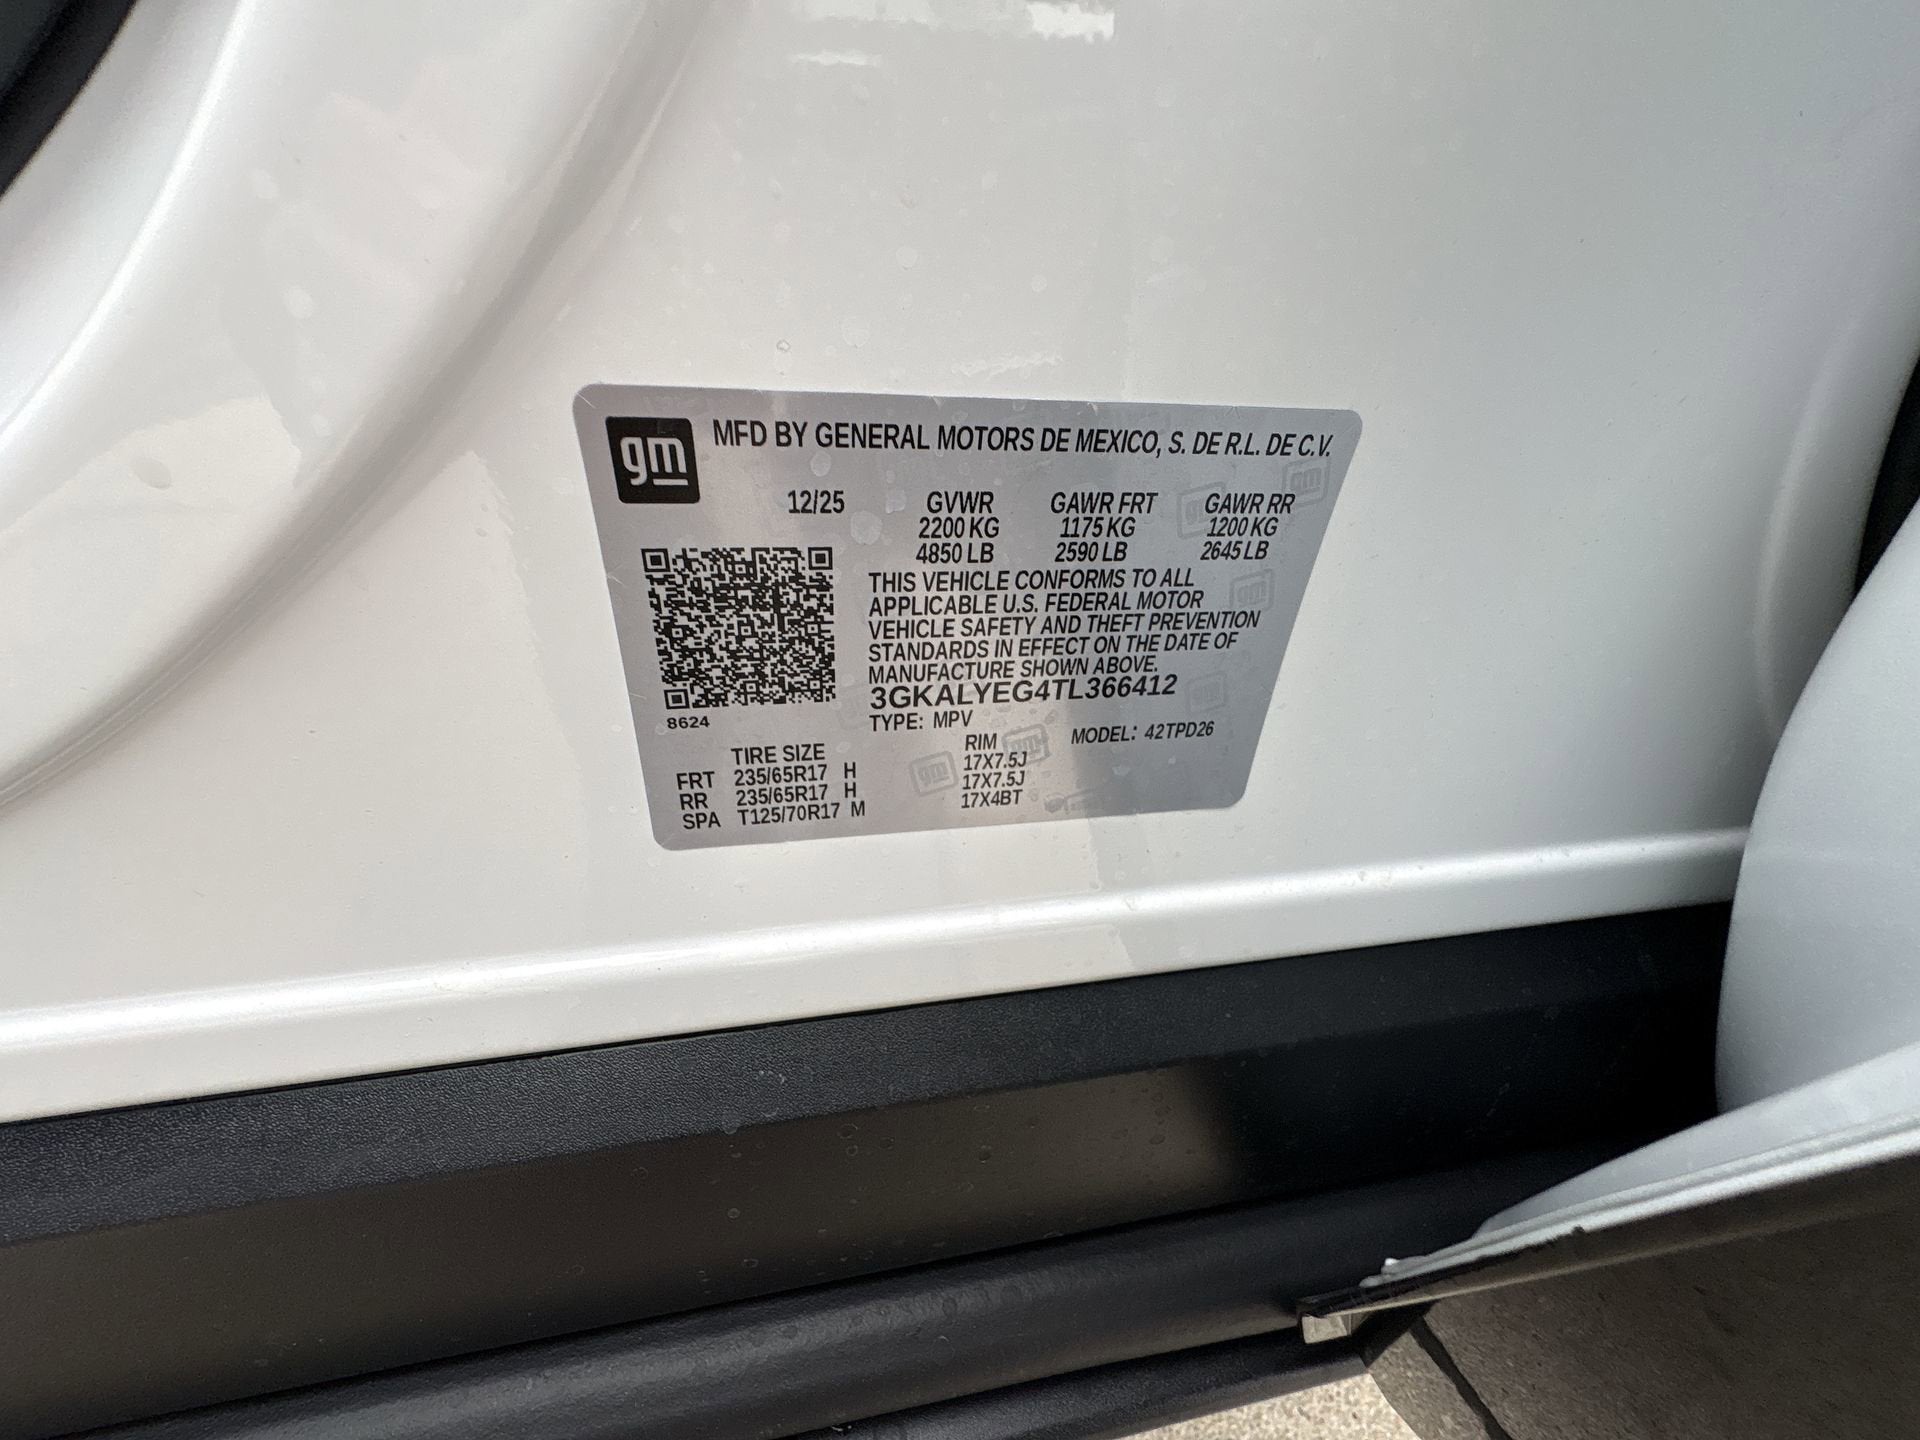 gm
MFD BY GENERAL MOTORS DE MEXICO, S. DE R.L. DE C.V.
12/25 GVWR GAWR FRT GAWR RR
2200 KG 1175 KG 1200 KG
4850 LB 2590 LB 2645 LB
THIS VEHICLE CONFORMS TO ALL
APPLICABLE U.S. FEDERAL MOTOR
VEHICLE SAFETY AND THEFT PREVENTION
STANDARDS IN EFFECT ON THE DATE OF
MANUFACTURE SHOWN ABOVE.
3GKALYEG4TL366412
8624
TYPE: MPV MODEL: 42TPD26
TIRE SIZE RIM
FRT 235/65R17 H 17X7.5J
RR 235/65R17 H 17X7.5J
SPA T125/70R17 M 17X4BT